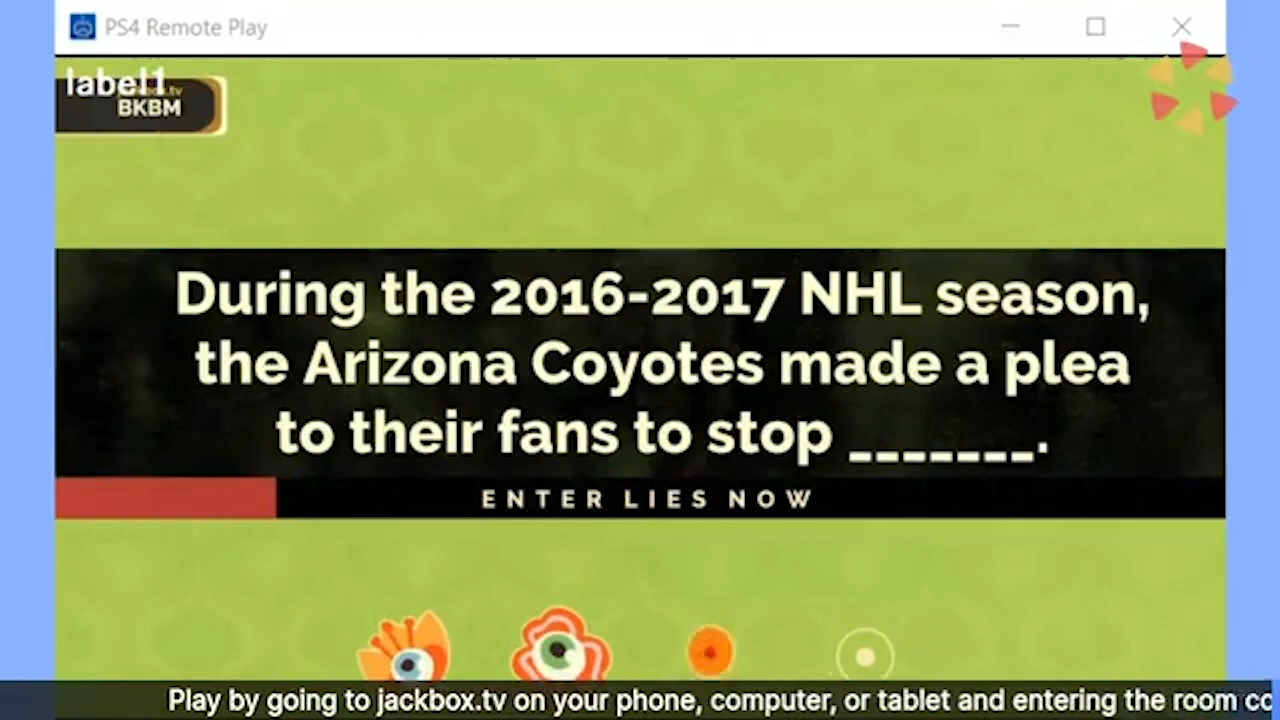 PS4 Remote Play
label1
BKBM
During the 2016-2017 NHL season,
the Arizona Coyotes made a plea
to their fans to stop _______.
ENTER LIES NOW
Play by going to jackbox.tv on your phone, computer, or tablet and entering the room co